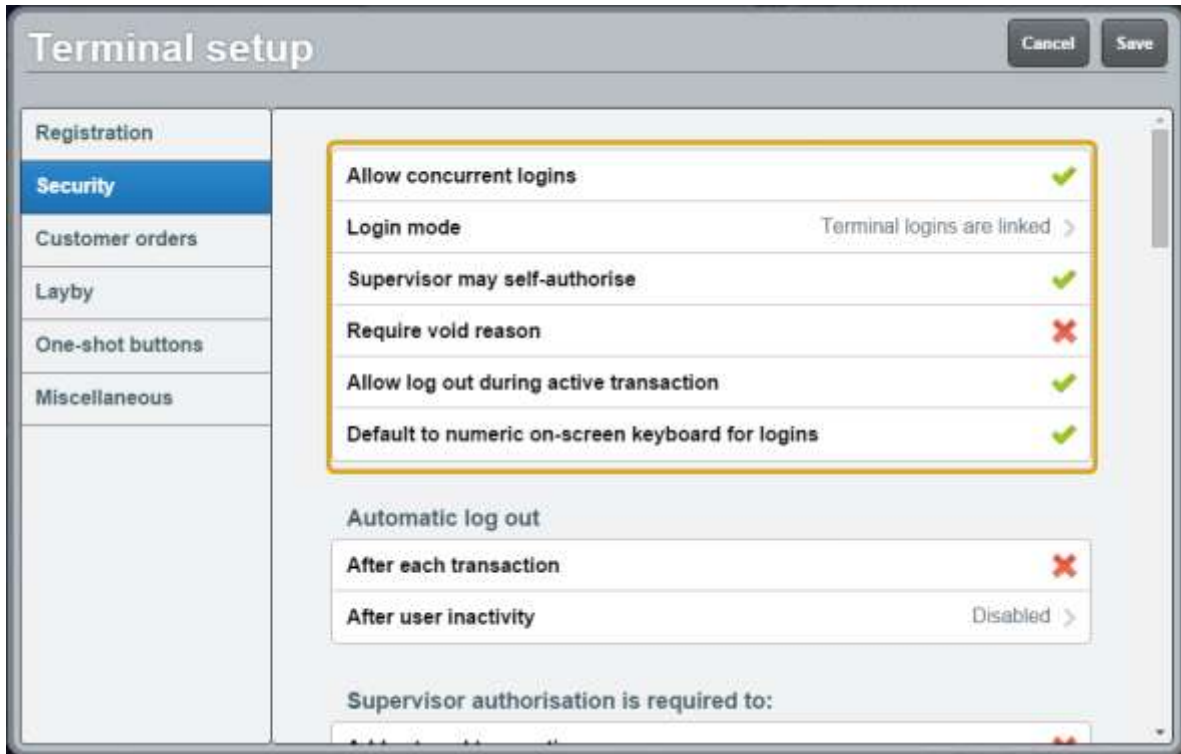 Terminal setup
Cancel
Save
Registration
Security
Customer orders
Layby
One-shot buttons
Miscellaneous
Allow concurrent logins
Login mode Terminal logins are linked
Supervisor may self-authorise
Require void reason
Allow log out during active transaction
Default to numeric on-screen keyboard for logins
Automatic log out
After each transaction
After user inactivity Disabled
Supervisor authorisation is required to: